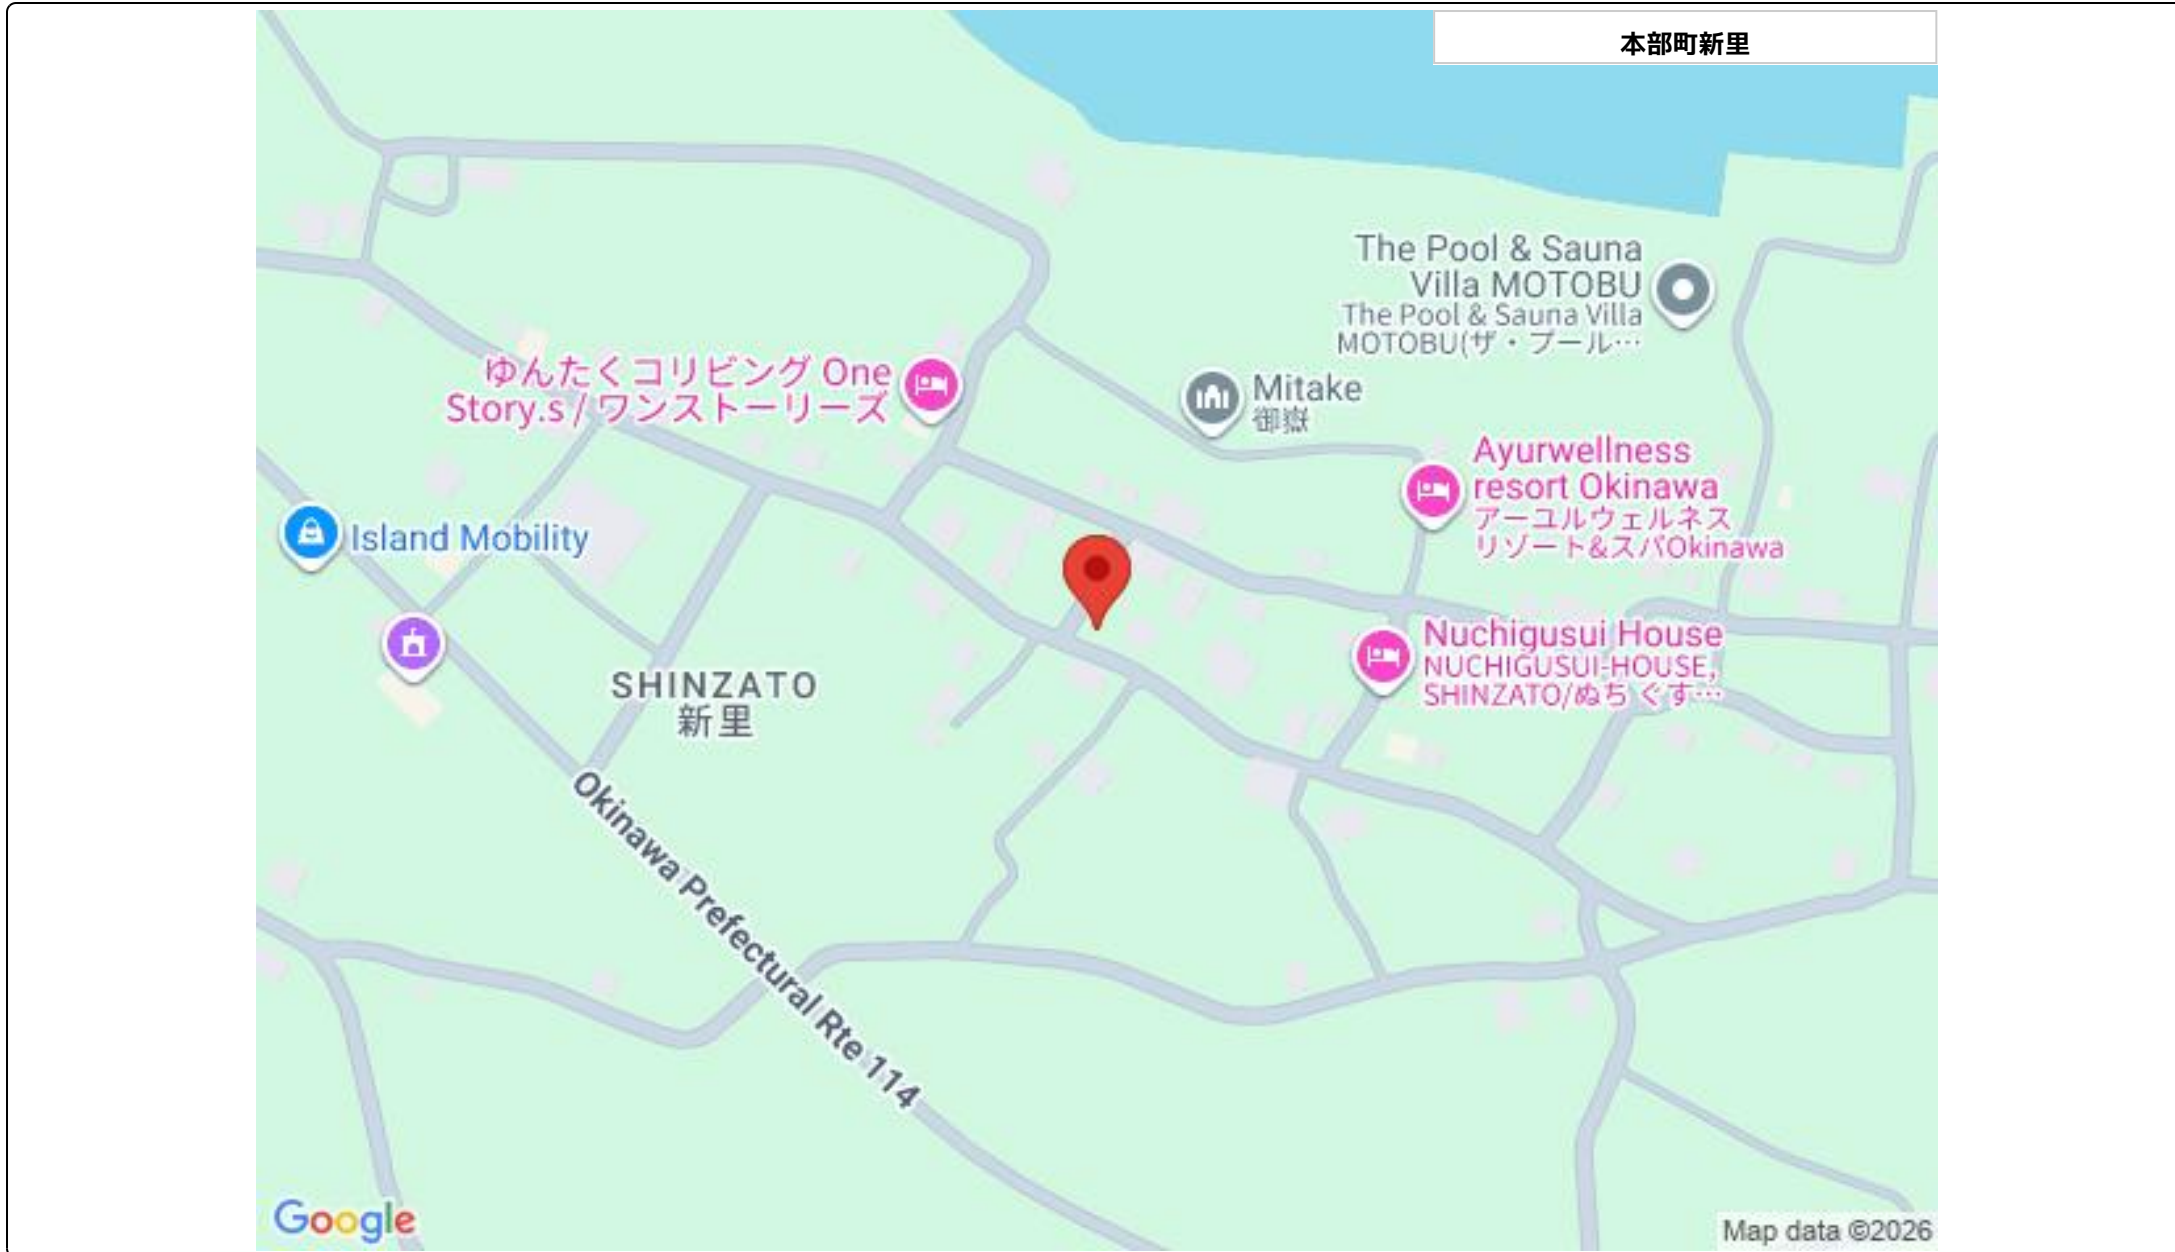 本部町新里
The Pool & Sauna
Villa MOTOBU
The Pool & Sauna Villa
MOTOBU(ザ・プール…
ゆんたくコリビング One
Story.s / ワンストーリーズ
Mitake
御嶽
Ayurwellness
resort Okinawa
アーユルウェルネス
リゾート&スパOkinawa
Island Mobility
Nuchigusui House
NUCHIGUSUI-HOUSE,
SHINZATO/ぬち ぐす…
SHINZATO
新里
Okinawa Prefectural Rte 114
Google
Map data ©2026